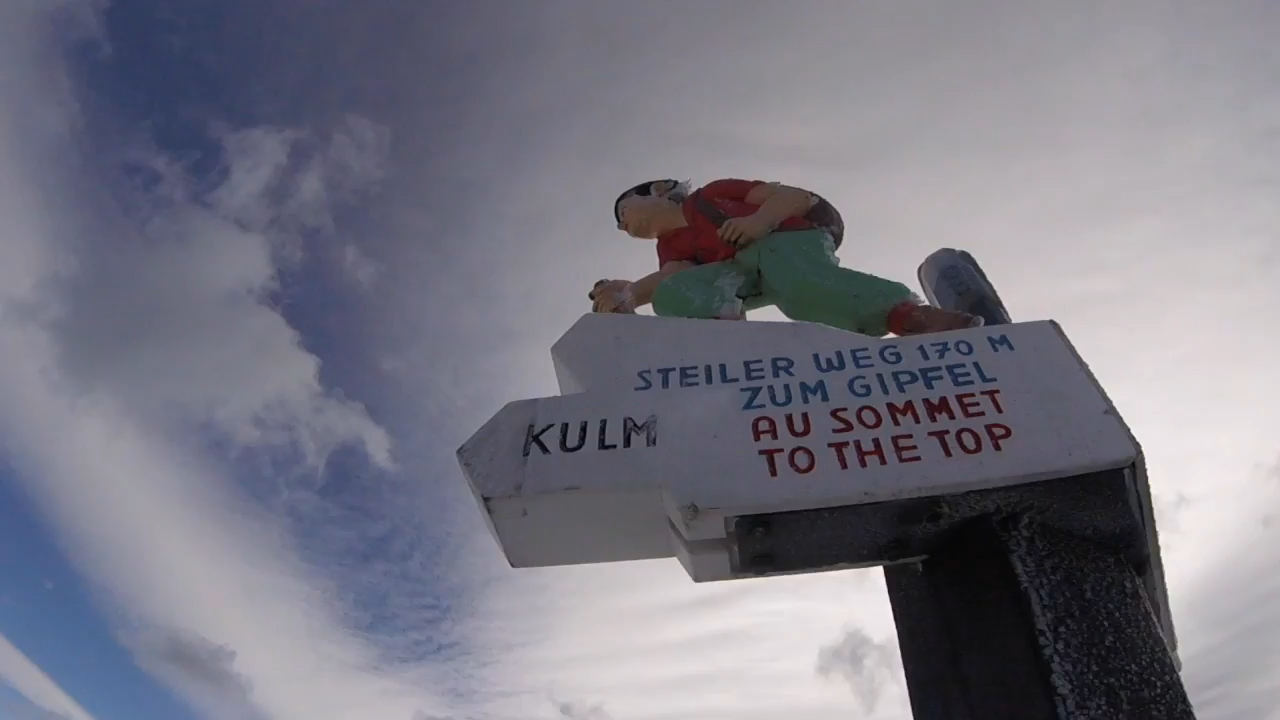 STEILER WEG 170 M
ZUM GIPFEL
KULM
AU SOMMET
TO THE TOP